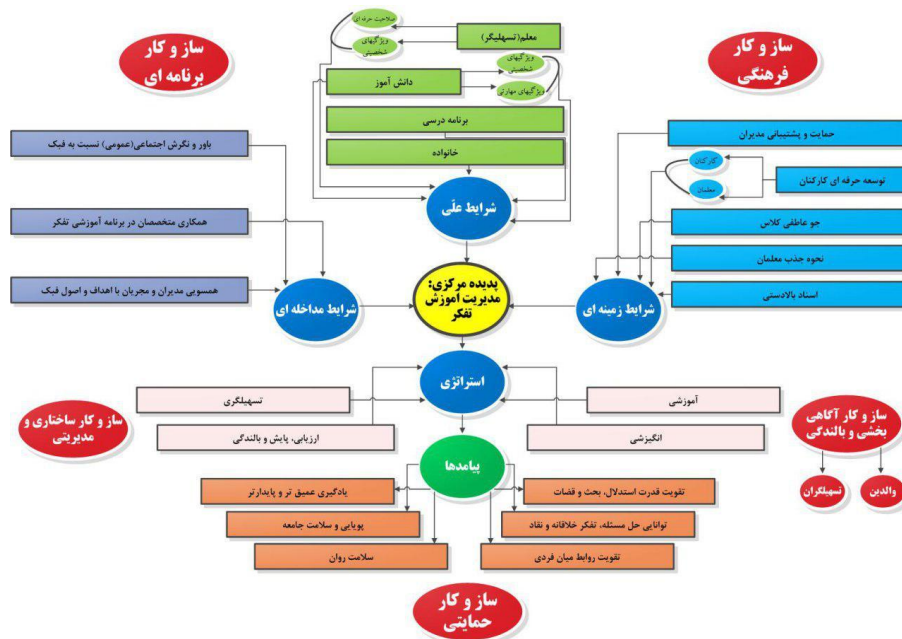 ساز و کار
فرهنگی
ساز و کار
برنامه ای
معلم(تسهیلگر)
صلاحیت حرفه ای
ویژگیهای
شخصیتی
دانش آموز
ویژگیهای
شخصیتی
ویژگیهای مهارتی
برنامه درسی
خانواده
شرایط علّی
حمایت و پشتیبانی مدیران
توسعه حرفه ای کارکنان
کارکنان
معلمان
جو عاطفی کلاس
نحوه جذب معلمان
اسناد بالادستی
شرایط زمینه ای
باور و نگرش اجتماعی(عمومی) نسبت به فبک
همکاری متخصصان در برنامه آموزشی تفکر
همسویی مدیران و مجریان با اهداف و اصول فبک
شرایط مداخله ای
پدیده مرکزی:
مدیریت آموزش
تفکر
استراتژی
آموزشی
انگیزشی
تسهیلگری
ارزیابی، پایش و بالندگی
پیامدها
تقویت قدرت استدلال، بحث و قضات
توانایی حل مسئله، تفکر خلاقانه و نقاد
تقویت روابط میان فردی
یادگیری عمیق تر و پایدارتر
پویایی و سلامت جامعه
سلامت روان
ساز و کار آگاهی
بخشی و بالندگی
والدین
تسهیلگران
ساز و کار ساختاری و
مدیریتی
ساز و کار
حمایتی